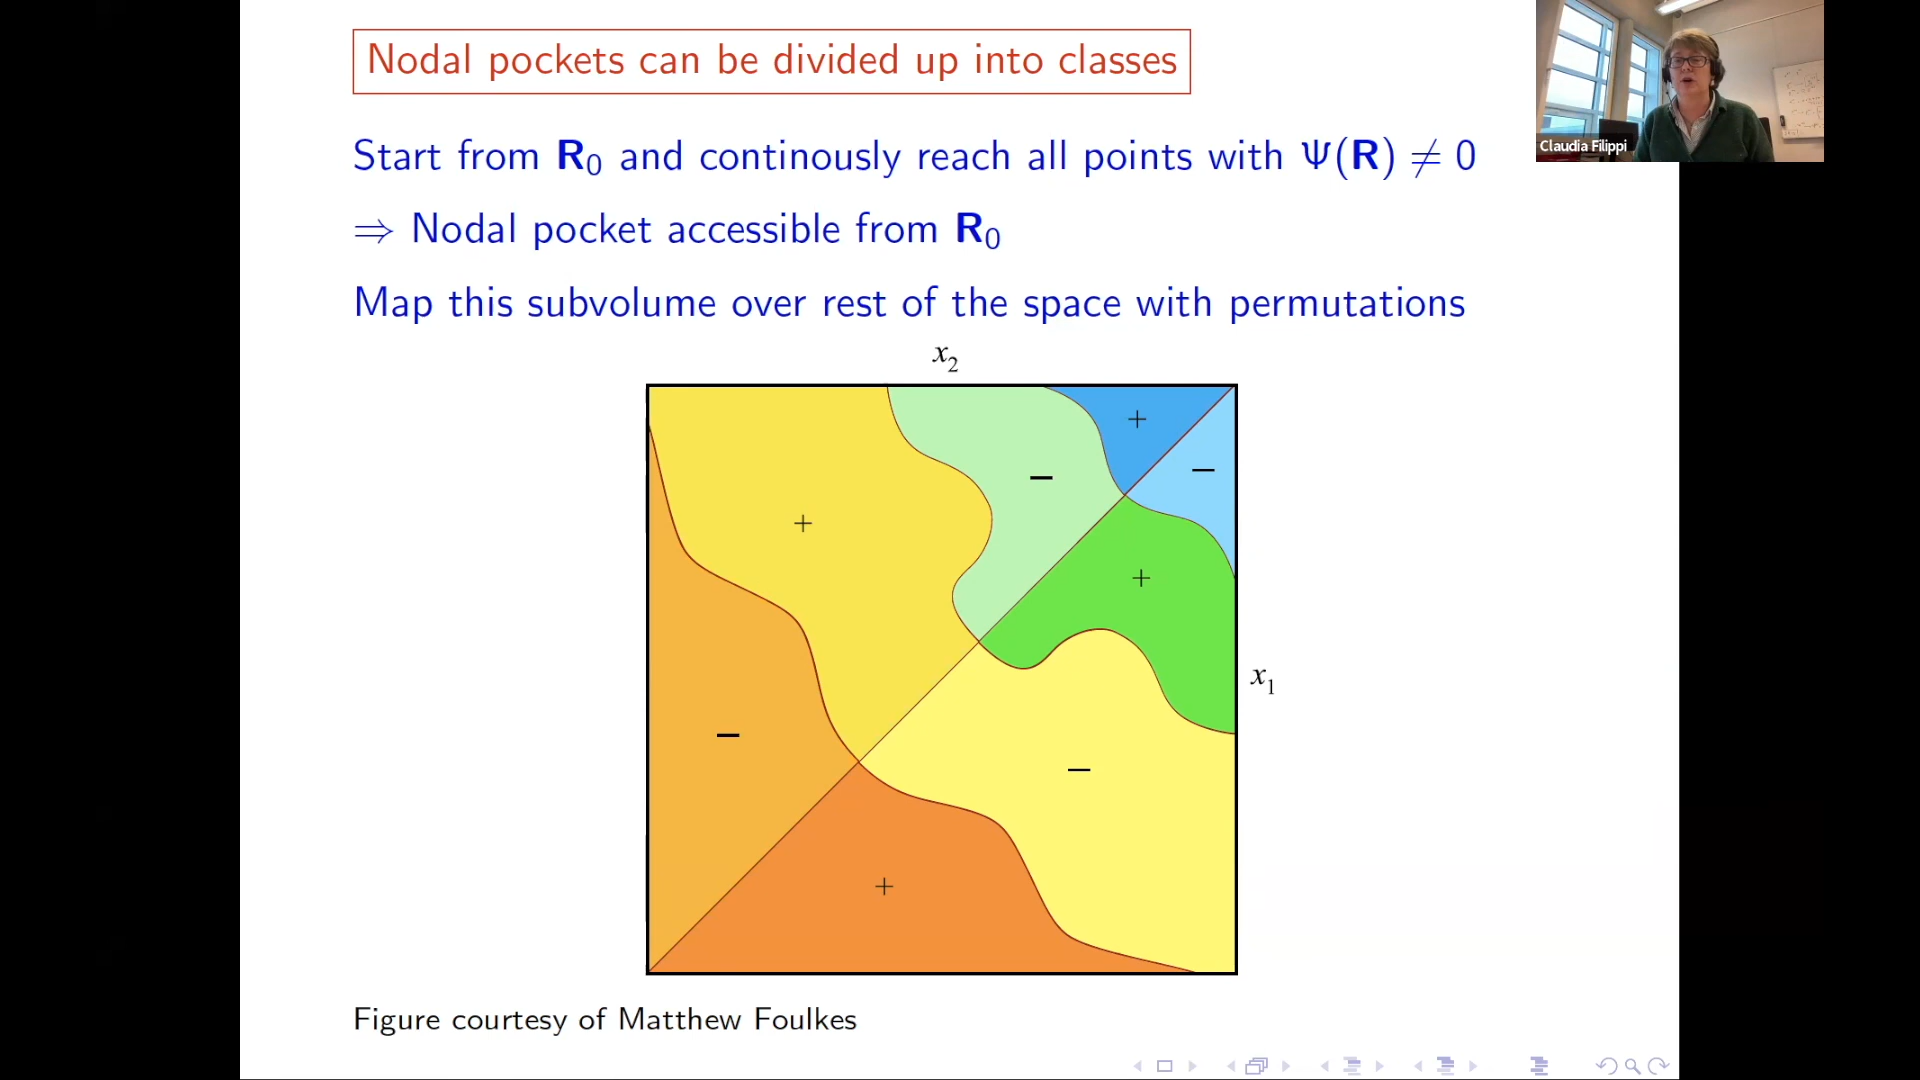 Nodal pockets can be divided up into classes
Claudia Filippi
Start from R₀ and continously reach all points with Ψ(R) ≠ 0
⇒ Nodal pocket accessible from R₀
Map this subvolume over rest of the space with permutations
x₂
+
−
+
−
+
+
x₁
−
−
+
Figure courtesy of Matthew Foulkes